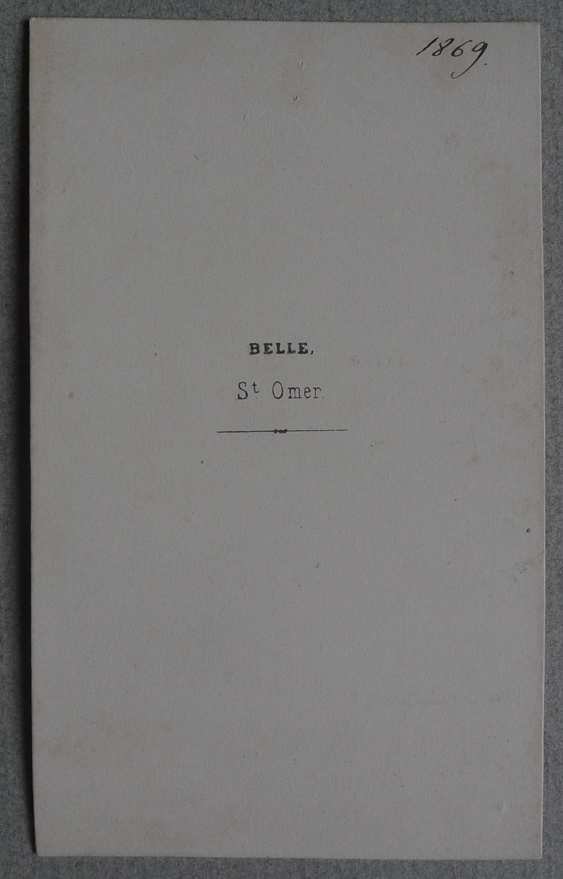 1869.
BELLE,
St Omer.